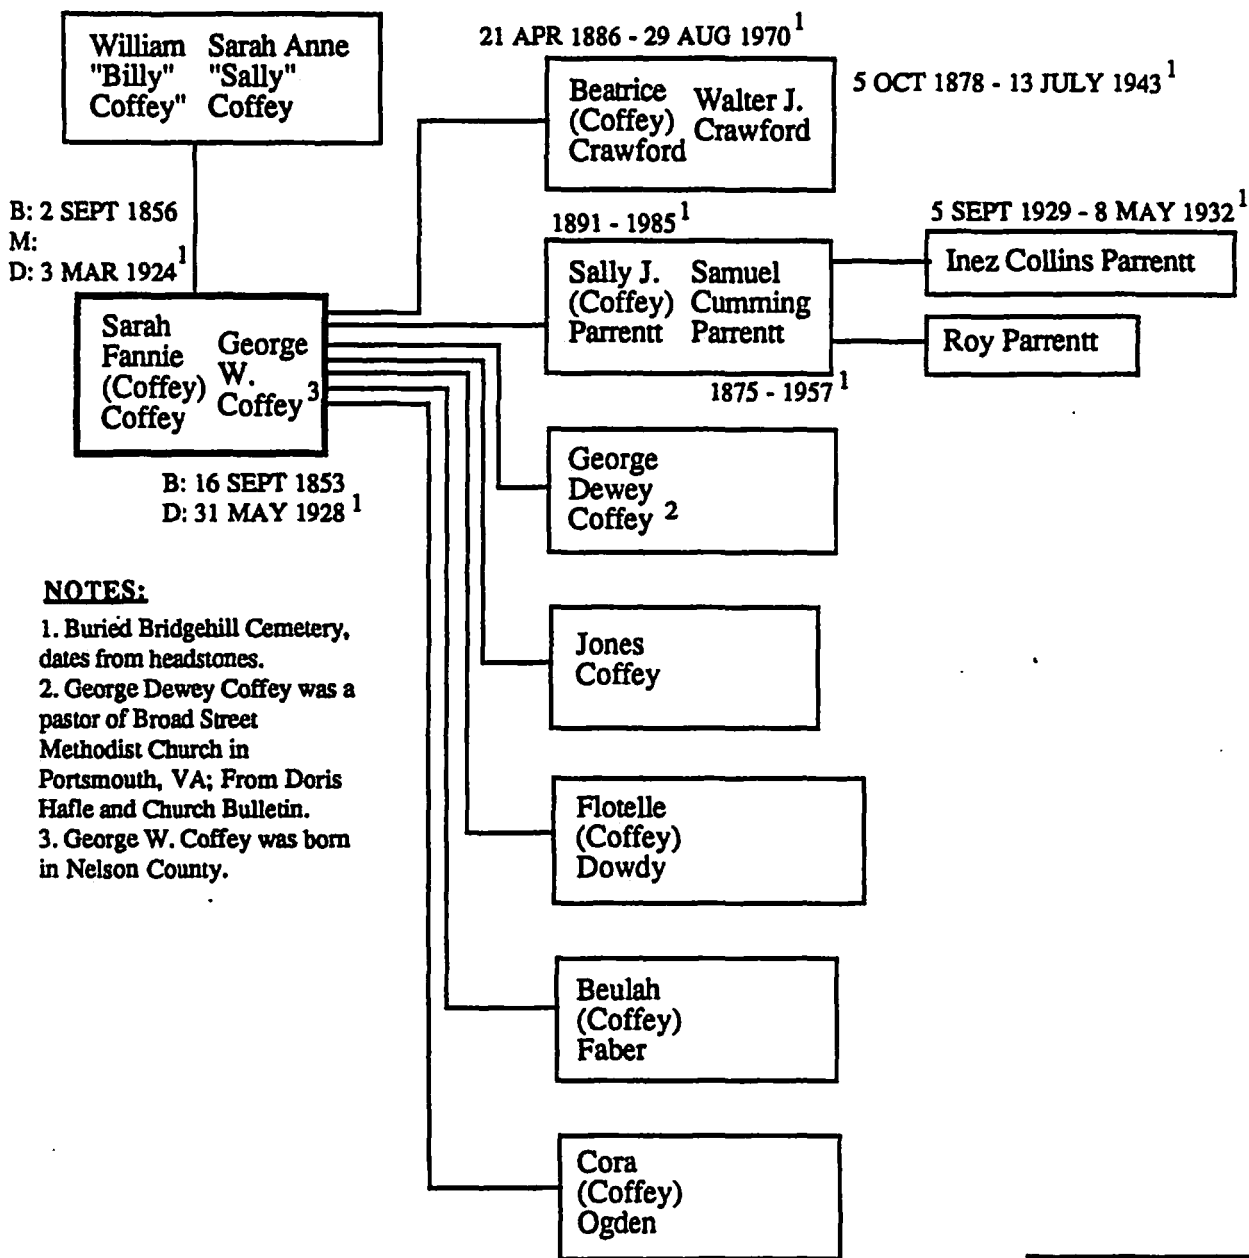 William Sarah Anne
"Billy" "Sally"
Coffey" Coffey
B: 2 SEPT 1856
M:
D: 3 MAR 1924 1
Sarah
Fannie
(Coffey)
Coffey
George
W.
Coffey 3
B: 16 SEPT 1853
D: 31 MAY 1928 1
21 APR 1886 - 29 AUG 1970 1
Beatrice
(Coffey)
Crawford
Walter J.
Crawford
5 OCT 1878 - 13 JULY 1943 1
1891 - 1985 1
Sally J.
(Coffey)
Parrentt
Samuel
Cumming
Parrentt
1875 - 1957 1
5 SEPT 1929 - 8 MAY 1932 1
Inez Collins Parrentt
Roy Parrentt
George
Dewey
Coffey 2
Jones
Coffey
Flotelle
(Coffey)
Dowdy
Beulah
(Coffey)
Faber
Cora
(Coffey)
Ogden
NOTES:
1. Buried Bridgehill Cemetery,
dates from headstones.
2. George Dewey Coffey was a
pastor of Broad Street
Methodist Church in
Portsmouth, VA; From Doris
Hafle and Church Bulletin.
3. George W. Coffey was born
in Nelson County.